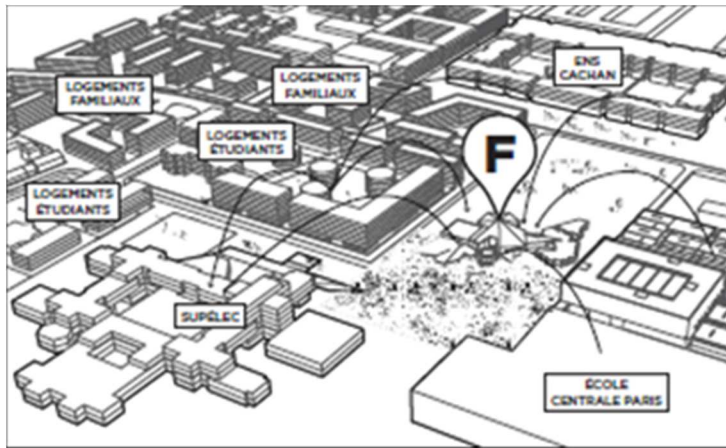 LOGEMENTS
FAMILIAUX
LOGEMENTS
FAMILIAUX
ENS
CACHAN
LOGEMENTS
ÉTUDIANTS
F
LOGEMENTS
ÉTUDIANTS
SUPÉLEC
ÉCOLE
CENTRALE PARIS